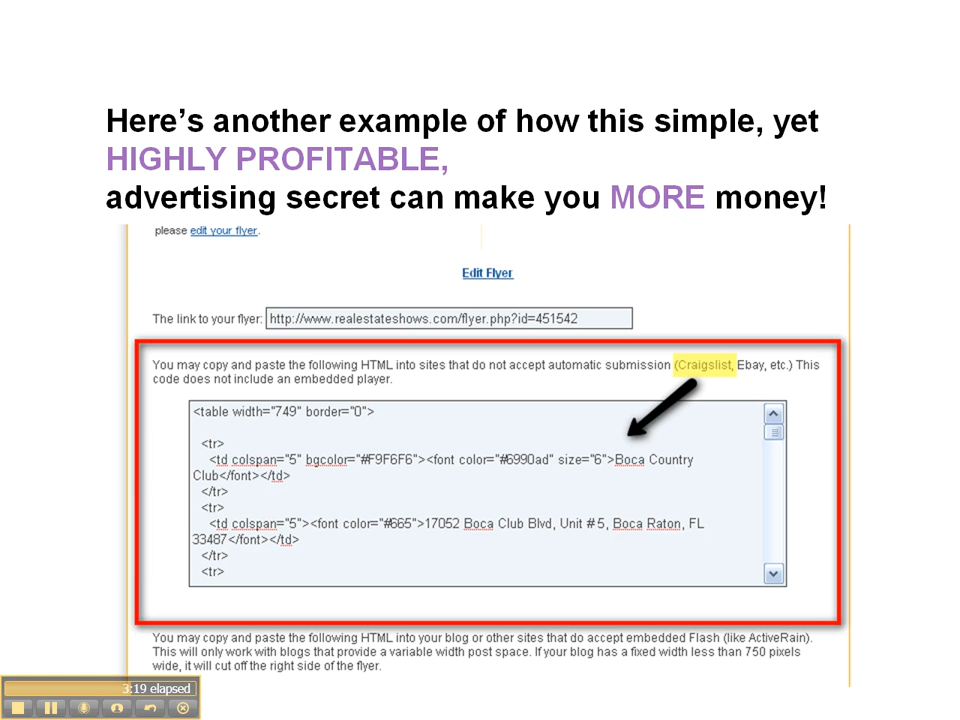 Here’s another example of how this simple, yet
HIGHLY PROFITABLE,
advertising secret can make you MORE money!
please edit your flyer.
Edit Flyer
The link to your flyer: http://www.realestateshows.com/flyer.php?id=451542
You may copy and paste the following HTML into sites that do not accept automatic submission (Craigslist, Ebay, etc.) This
code does not include an embedded player.
<table width="749" border="0">
<tr>
<td colspan="5" bgcolor="#F9F6F6"><font color="#6990ad" size="6">Boca Country
Club</font></td>
</tr>
<tr>
<td colspan="5"><font color="#665">17052 Boca Club Blvd, Unit #5, Boca Raton, FL
33487</font></td>
</tr>
<tr>
You may copy and paste the following HTML into your blog or other sites that do accept embedded Flash (like ActiveRain).
This will only work with blogs that provide a variable width post space. If your blog has a fixed width less than 750 pixels
wide, it will cut off the right side of the flyer.
3:19 elapsed